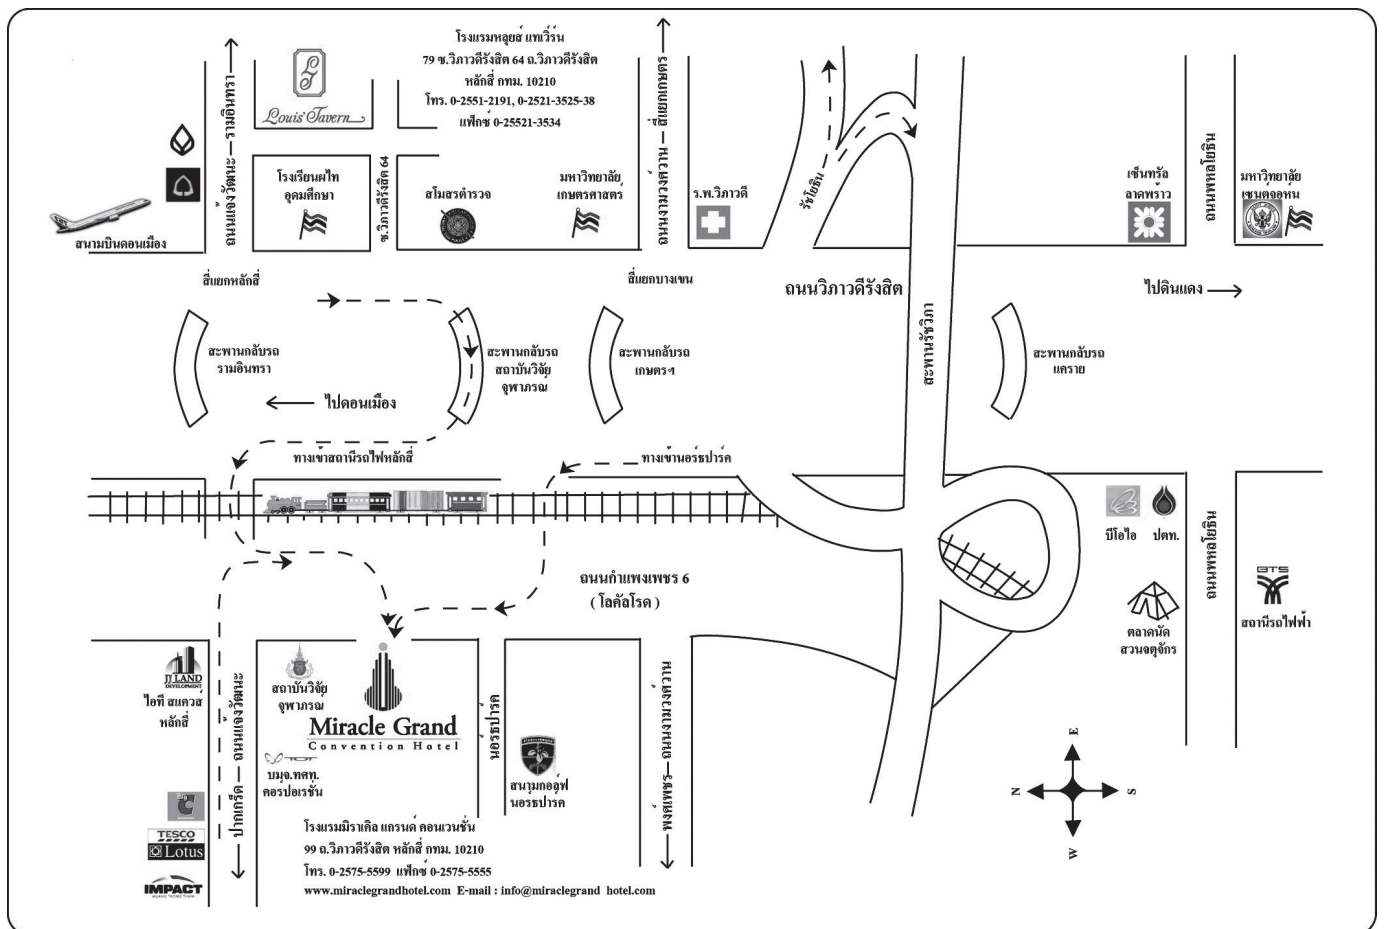 โรงแรมหลุยส์ แทเวิร์น
79 ซ.วิภาวดีรังสิต 64 ถ.วิภาวดีรังสิต
หลักสี่ กทม. 10210
โทร. 0-2551-2191, 0-2521-3525-38
แฟ็กซ์ 0-25521-3534
Louis' Tavern
ถนนแจ้งวัฒนะ — รามอินทรา
ถนนงามวงศ์วาน — สี่แยกเกษตร
โรงเรียนผไท
อุดมศึกษา
ซ.วิภาวดีรังสิต 64
สโมสรตำรวจ
มหาวิทยาลัย
เกษตรศาสตร์
ร.พ.วิภาวดี
รัชโยธิน
เซ็นทรัล
ลาดพร้าว
ถนนพหลโยธิน
มหาวิทยาลัย
เซนต์จอห์น
สนามบินดอนเมือง
สี่แยกหลักสี่
สี่แยกบางเขน
ถนนวิภาวดีรังสิต
ไปดินแดง
สะพานกลับรถ
รามอินทรา
สะพานกลับรถ
สถาบันวิจัย
จุฬาภรณ์
สะพานกลับรถ
เกษตรฯ
สะพานรัชวิภา
สะพานกลับรถ
แคราย
ไปดอนเมือง
ทางเข้าสถานีรถไฟหลักสี่
ทางเข้านอร์ธปาร์ค
บีโอไอ
ปตท.
ถนนพหลโยธิน
ถนนกำแพงเพชร 6
( โลคัลโรด )
ตลาดนัด
สวนจตุจักร
BTS
สถานีรถไฟฟ้า
JJ LAND
DEVELOPMENT
ไอที สแควส์
หลักสี่
ปากเกร็ด — ถนนแจ้งวัฒนะ
สถาบันวิจัย
จุฬาภรณ์
Miracle Grand
Convention Hotel
TOT
บมจ.ทศท.
คอรปอเรชั่น
นอรธปารค
สนามกอล์ฟ
นอรธปารค
พงศ์เพชร — ถนนงามวงศ์วาน
TESCO
Lotus
IMPACT
MUANG THONG THANI
โรงแรมมิราเคิล แกรนด์ คอนเวนชั่น
99 ถ.วิภาวดีรังสิต หลักสี่ กทม. 10210
โทร. 0-2575-5599 แฟ็กซ์ 0-2575-5555
www.miraclegrandhotel.com E-mail : info@miraclegrand hotel.com
E
N
S
W